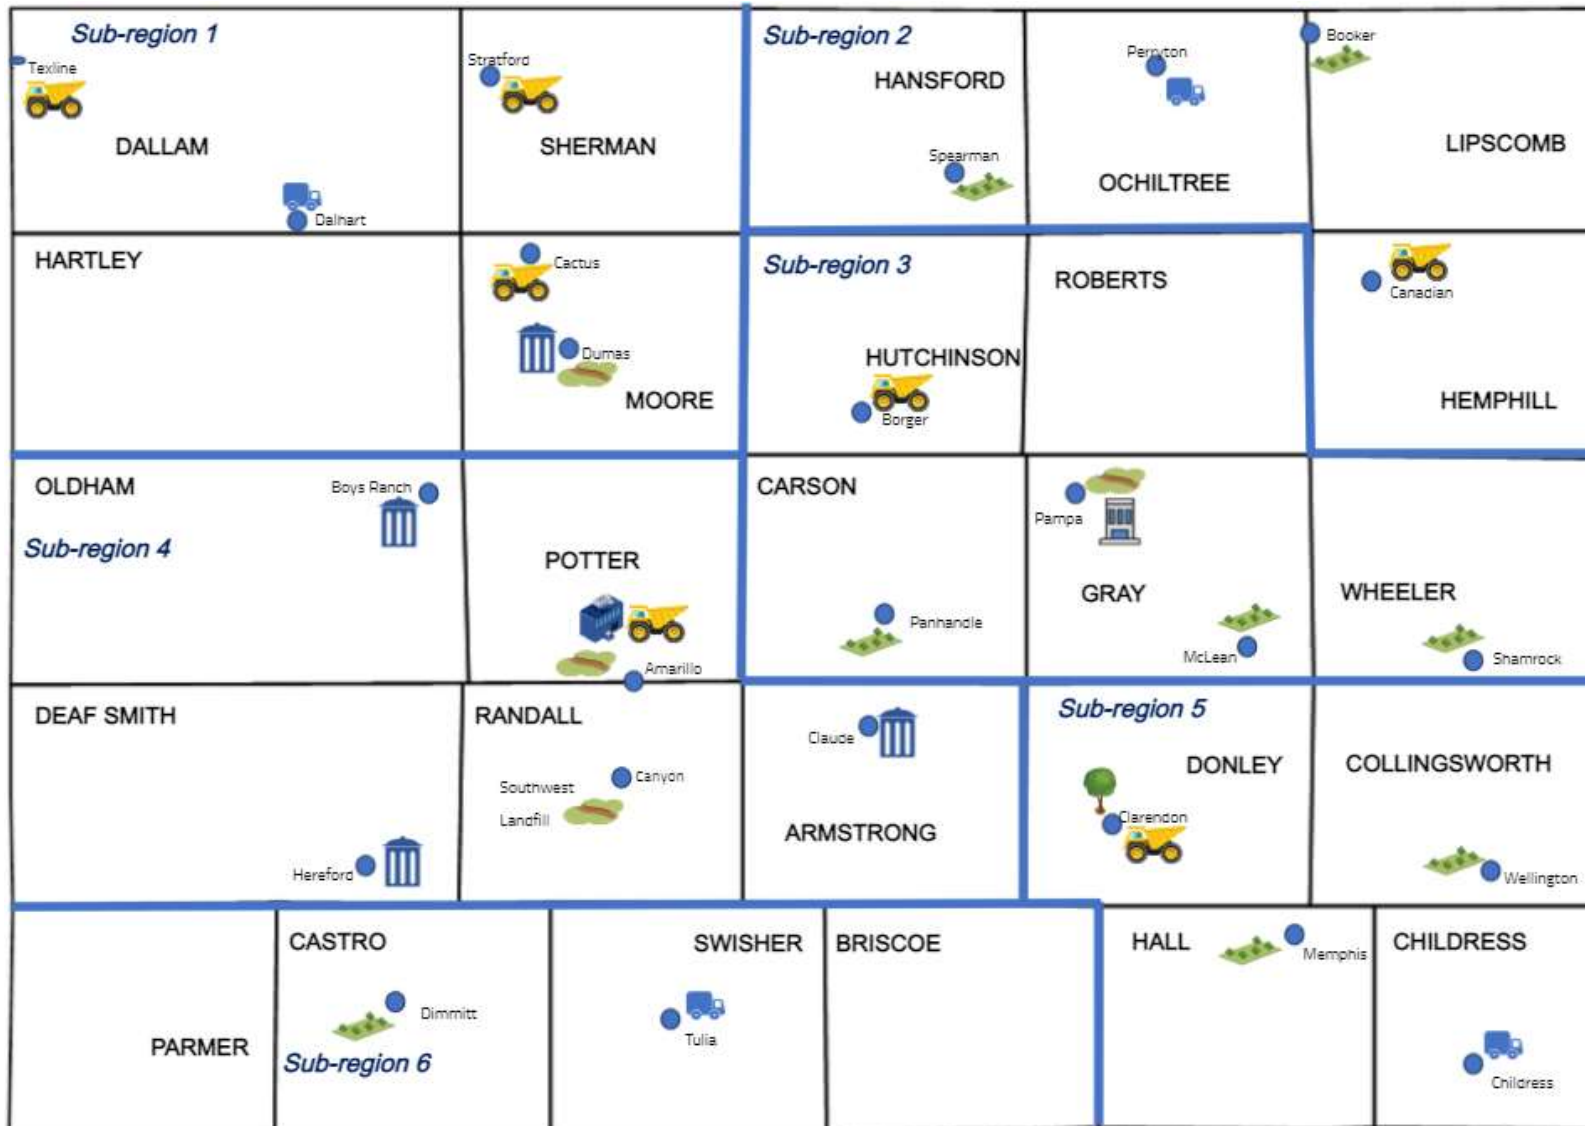 Sub-region 1
Texline
DALLAM
Dalhart
Stratford
SHERMAN
Sub-region 2
HANSFORD
Spearman
Perryton
OCHILTREE
Booker
LIPSCOMB
HARTLEY
Cactus
Dumas
MOORE
Sub-region 3
HUTCHINSON
Borger
ROBERTS
Canadian
HEMPHILL
OLDHAM
Boys Ranch
Sub-region 4
POTTER
Amarillo
CARSON
Panhandle
Pampa
GRAY
McLean
WHEELER
Shamrock
DEAF SMITH
Hereford
RANDALL
Canyon
Southwest
Landfill
Claude
ARMSTRONG
Sub-region 5
DONLEY
Clarendon
COLLINGSWORTH
Wellington
PARMER
CASTRO
Dimmitt
Sub-region 6
SWISHER
Tulia
BRISCOE
HALL
Memphis
CHILDRESS
Childress